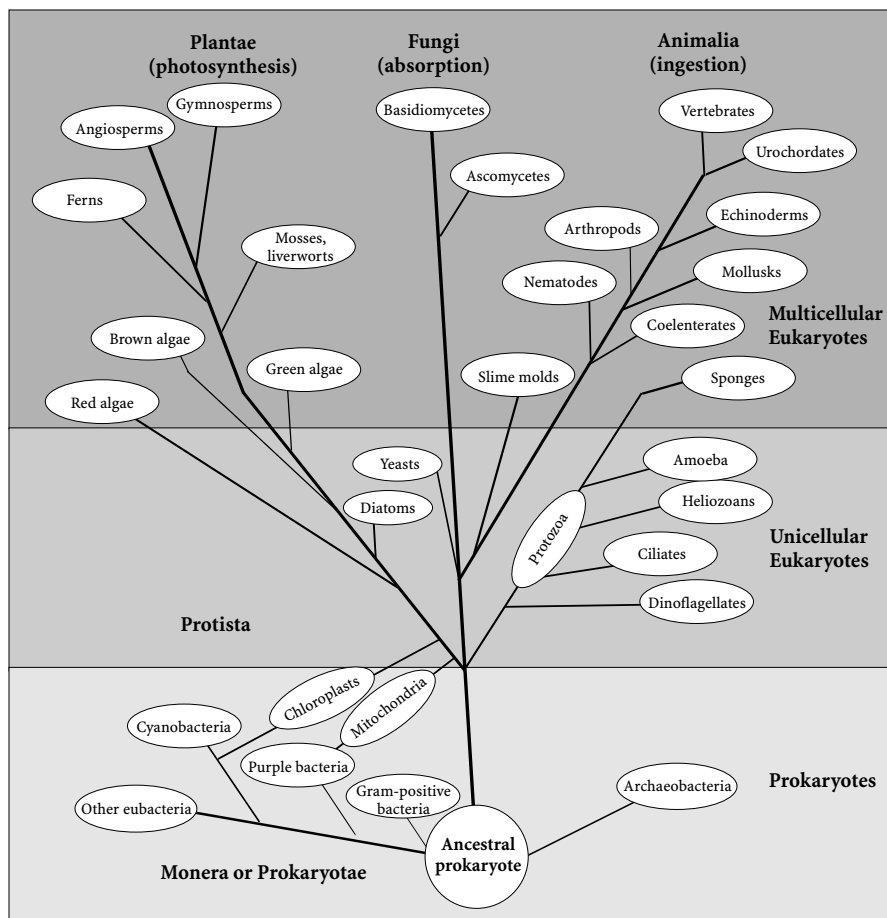 Plantae
(photosynthesis)
Fungi
(absorption)
Animalia
(ingestion)
Gymnosperms
Angiosperms
Basidiomycetes
Vertebrates
Urochordates
Ascomycetes
Ferns
Echinoderms
Arthropods
Mosses,
liverworts
Mollusks
Nematodes
Multicellular
Eukaryotes
Coelenterates
Brown algae
Green algae
Slime molds
Sponges
Red algae
Yeasts
Amoeba
Heliozoans
Diatoms
Protozoa
Unicellular
Eukaryotes
Ciliates
Dinoflagellates
Protista
Chloroplasts
Mitochondria
Cyanobacteria
Purple bacteria
Prokaryotes
Archaeobacteria
Gram-positive
bacteria
Other eubacteria
Ancestral
prokaryote
Monera or Prokaryotae